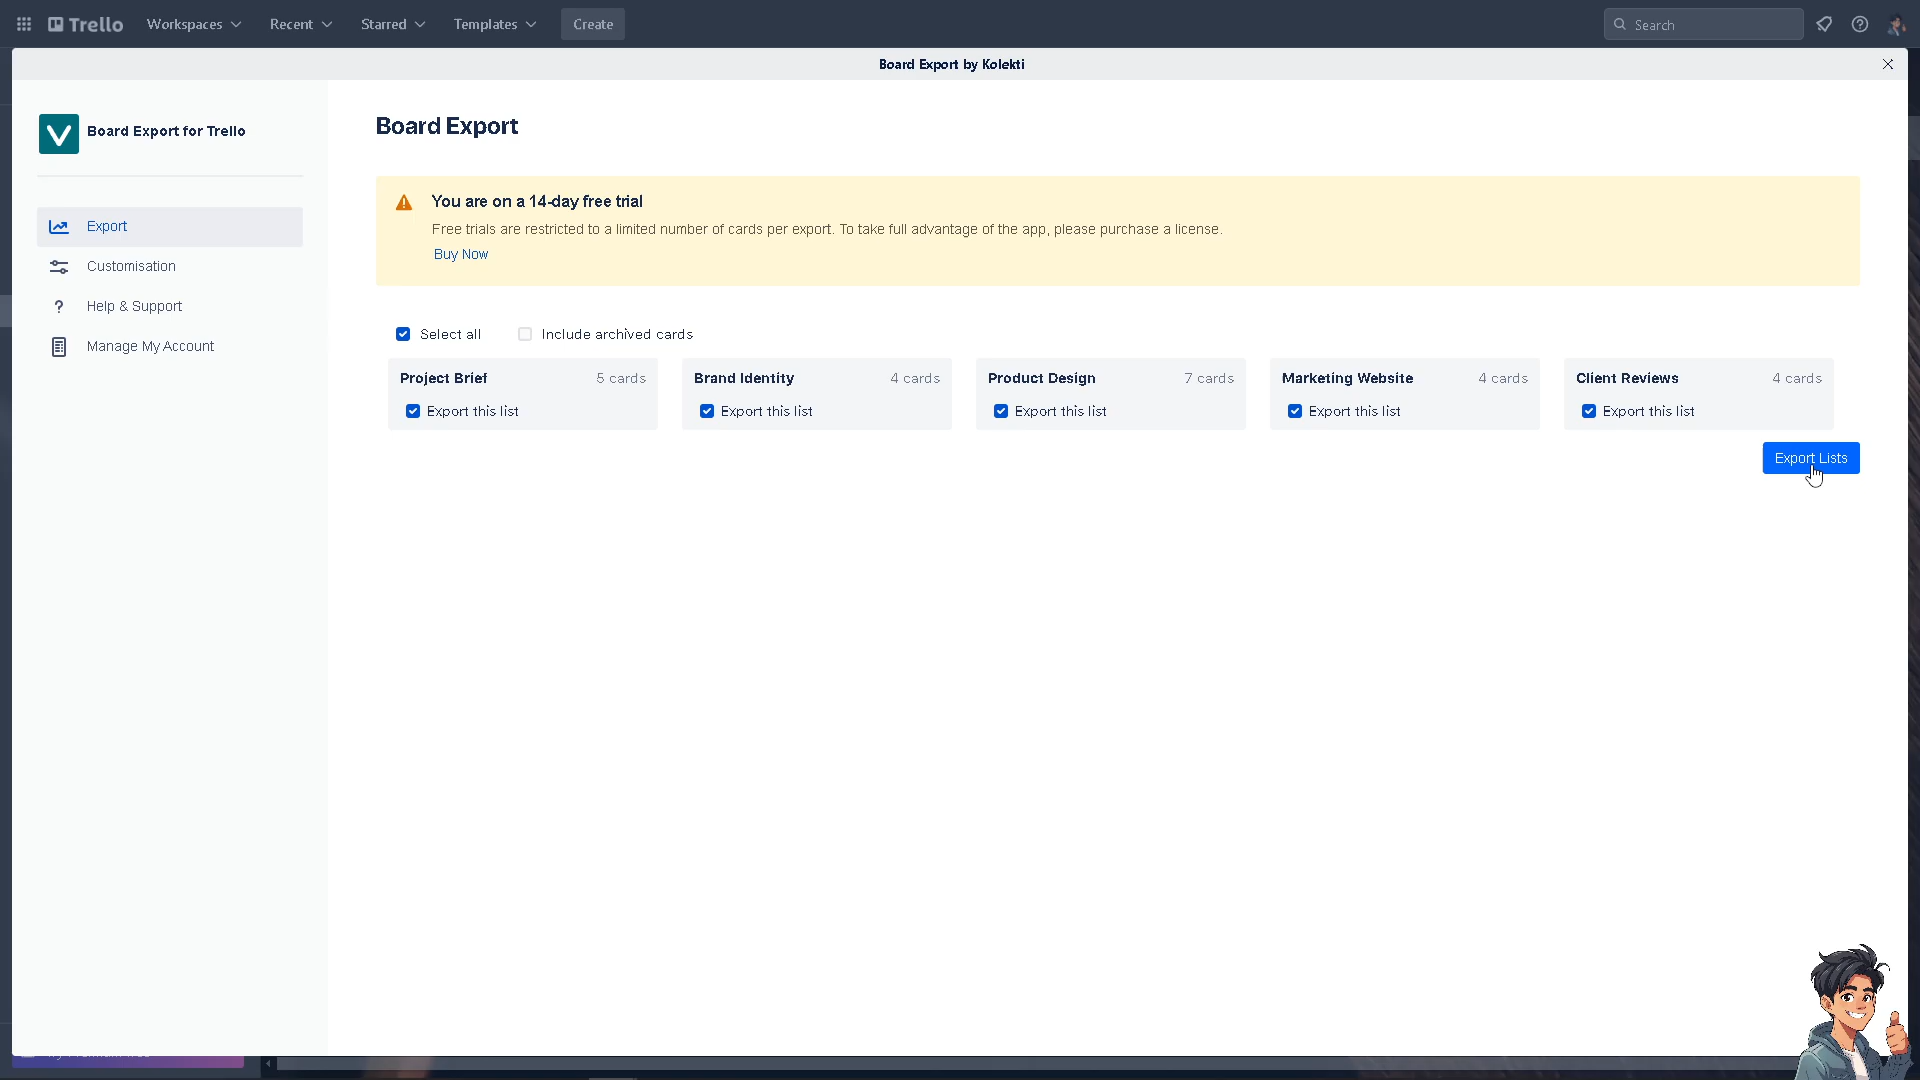 Trello
Workspaces
Recent
Starred
Templates
Create
Search
Board Export by Kolekti
Board Export for Trello
Export
Customisation
Help & Support
Manage My Account
Board Export
You are on a 14-day free trial
Free trials are restricted to a limited number of cards per export. To take full advantage of the app, please purchase a license.
Buy Now
Select all
Include archived cards
Project Brief 5 cards
Export this list
Brand Identity 4 cards
Export this list
Product Design 7 cards
Export this list
Marketing Website 4 cards
Export this list
Client Reviews 4 cards
Export this list
Export Lists